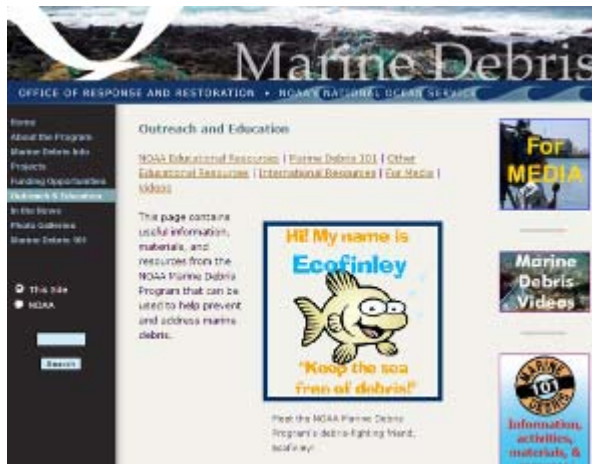 Marine Debris
OFFICE OF RESPONSE AND RESTORATION • NOAA'S NATIONAL OCEAN SERVICE
Home
About the Program
Marine Debris Info
Projects
Funding Opportunities
Outreach & Education
In the News
Photo Galleries
Marine Debris 101
This Site
NOAA
Search
Outreach and Education
NOAA Educational Resources | Marine Debris 101 | Other
Educational Resources | International Resources | For Media |
Videos
This page contains
useful information,
materials, and
resources from the
NOAA Marine Debris
Program that can be
used to help prevent
and address marine
debris.
Hi! My name is
Ecofinley
"Keep the sea
free of debris!"
Meet the NOAA Marine Debris
Program's debris-fighting friend,
Ecofinley!
For
MEDIA
Marine
Debris
Videos
MARINE
101
DEBRIS
Information,
activities,
materials, &